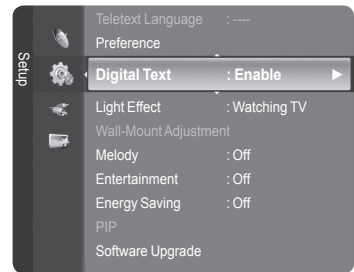 Setup
Teletext Language : ----
Preference
Digital Text : Enable
Light Effect : Watching TV
Wall-Mount Adjustment
Melody : Off
Entertainment : Off
Energy Saving : Off
PIP
Software Upgrade